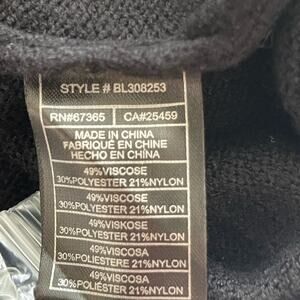 STYLE # BL308253
RN#67365 CA#25459
MADE IN CHINA
FABRIQUÉ EN CHINE
HECHO EN CHINA
49%VISCOSE
30%POLYESTER 21%NYLON
49%VISCOSE
30%POLYESTER 21%NYLON
49%VISKOSE
30%POLYESTER 21%NYLON
49%VISCOSA
30%POLIESTERE 21%NYLON
49%VISCOSA
30%POLIÉSTER 21%NYLON